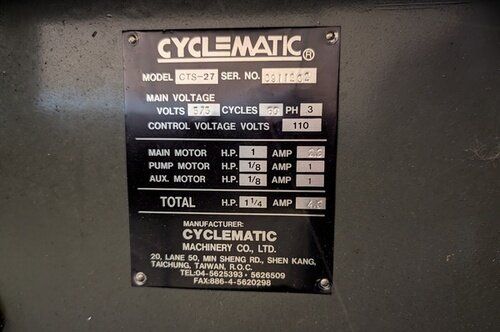 CYCLEMATIC®
MODEL CTS-27 SER. NO.
MAIN VOLTAGE
VOLTS 575 CYCLES 60 PH 3
CONTROL VOLTAGE VOLTS 110
MAIN MOTOR H.P. 1 AMP
PUMP MOTOR H.P. 1/8 AMP 1
AUX. MOTOR H.P. 1/8 AMP 1
TOTAL H.P. 1 1/4 AMP
MANUFACTURER:
CYCLEMATIC
MACHINERY CO., LTD.
20, LANE 50, MIN SHENG RD., SHEN KANG,
TAICHUNG, TAIWAN, R.O.C.
TEL:04-5625393 · 5626509
FAX:886-4-5620298